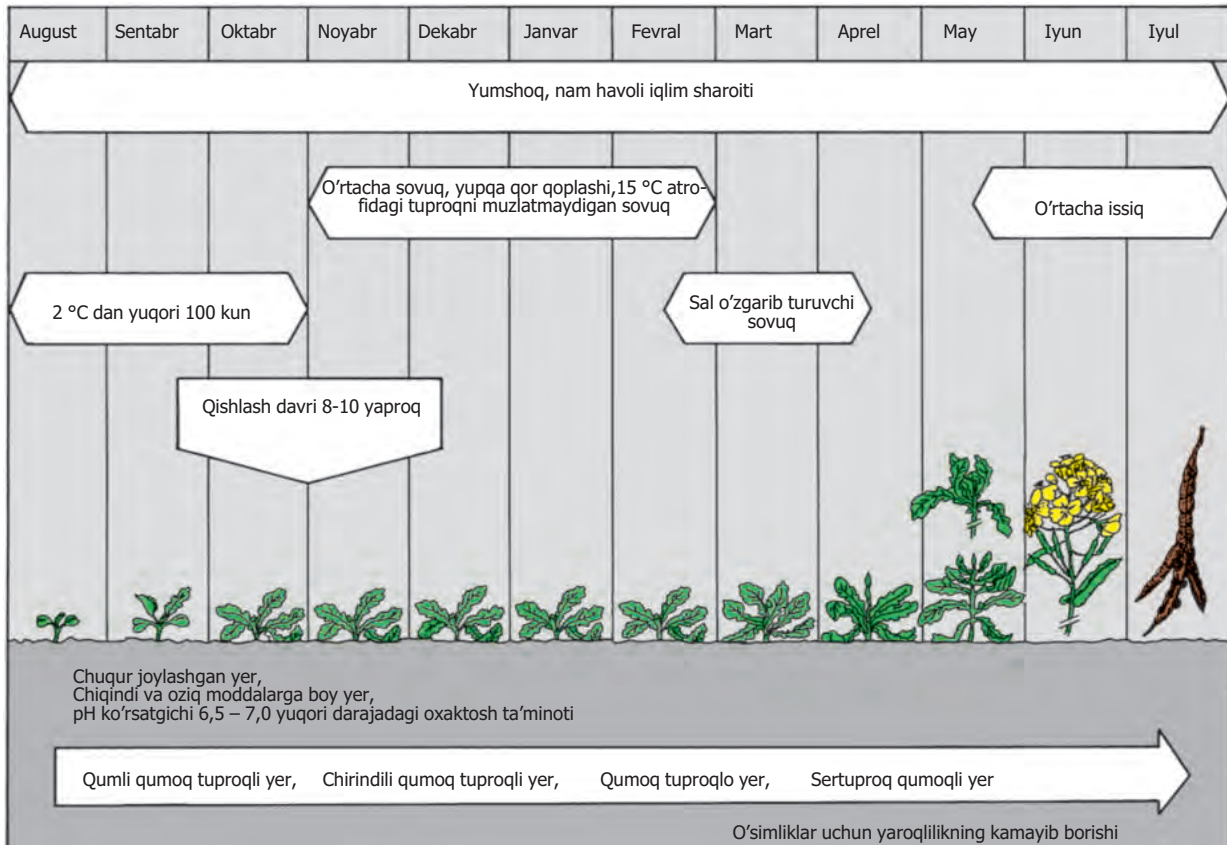 August Sentabr Oktabr Noyabr Dekabr Janvar Fevral Mart Aprel May Iyun Iyul
Yumshoq, nam havoli iqlim sharoiti
O'rtacha sovuq, yupqa qor qoplashi,15 °C atro-
fidagi tuproqni muzlatmaydigan sovuq
O'rtacha issiq
2 °C dan yuqori 100 kun
Sal o'zgarib turuvchi
sovuq
Qishlash davri 8-10 yaproq
Chuqur joylashgan yer,
Chiqindi va oziq moddalarga boy yer,
pH ko'rsatgichi 6,5 – 7,0 yuqori darajadagi oxaktosh ta'minoti
Qumli qumoq tuproqli yer, Chirindili qumoq tuproqli yer, Qumoq tuproqlo yer, Sertuproq qumoqli yer
O'simliklar uchun yaroqlilikning kamayib borishi